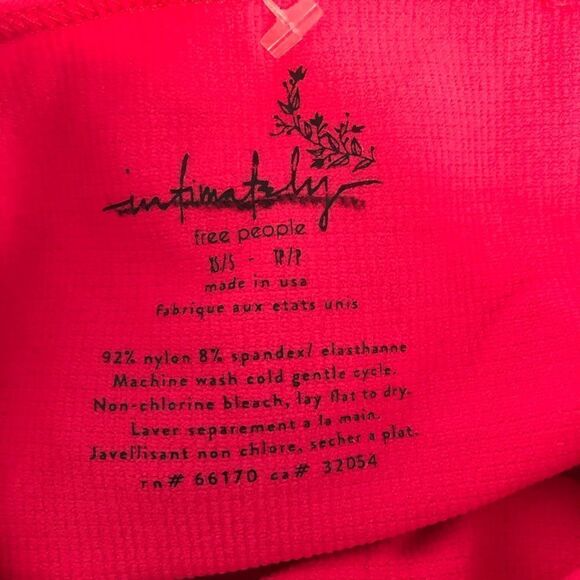 intimately
free people
XS/S - TP/P
made in usa
fabrique aux etats unis
92% nylon 8% spandex/ elasthanne
Machine wash cold gentle cycle.
Non-chlorine bleach, lay flat to dry.
Laver separement a la main.
Javellisant non chlore, secher a plat.
rn# 66170 ca# 32054